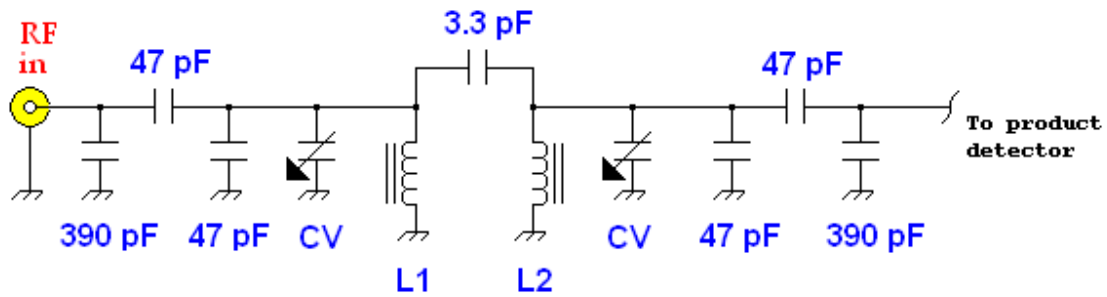 RF
in
47 pF
3.3 pF
47 pF
To product
detector
390 pF
47 pF
CV
L1
L2
CV
47 pF
390 pF